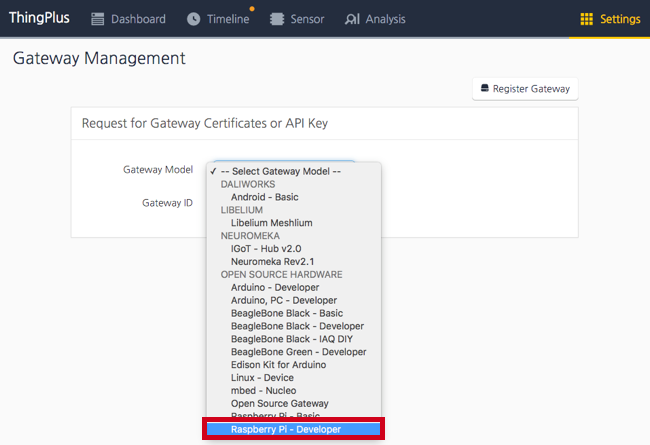 ThingPlus Dashboard Timeline Sensor Analysis Settings
Gateway Management
Register Gateway
Request for Gateway Certificates or API Key
Gateway Model
✓ -- Select Gateway Model --
DALIWORKS
Android - Basic
Gateway ID
LIBELIUM
Libelium Meshlium
NEUROMEKA
IGoT - Hub v2.0
Neuromeka Rev2.1
OPEN SOURCE HARDWARE
Arduino - Developer
Arduino, PC - Developer
BeagleBone Black - Basic
BeagleBone Black - Developer
BeagleBone Black - IAQ DIY
BeagleBone Green - Developer
Edison Kit for Arduino
Linux - Device
mbed - Nucleo
Open Source Gateway
Raspberry Pi - Basic
Raspberry Pi - Developer